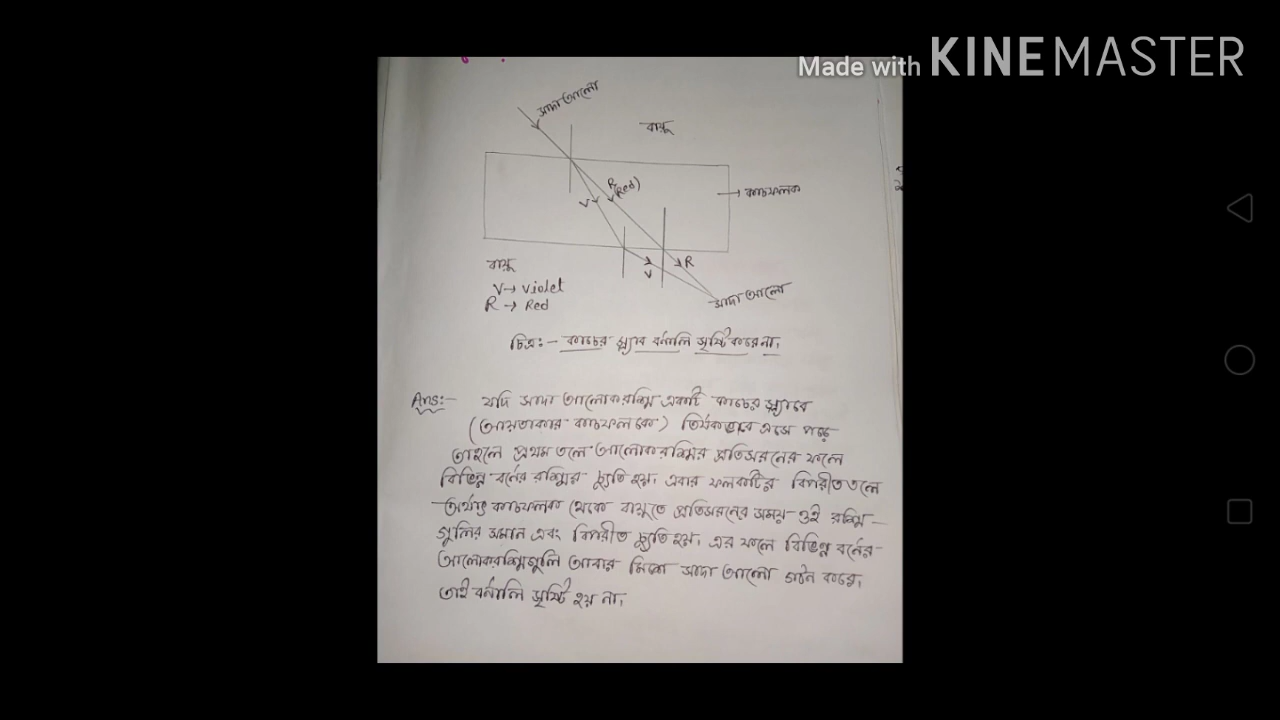 Made with KINEMASTER
সাদা আলো
বায়ু
R
(Red)
V
কাচফলক
বায়ু
R
V
V → Violet
R → Red
সাদা আলো
চিত্র:- কাচের স্ল্যাব বর্ণালি সৃষ্টি করে না।
Ans:- যদি সাদা আলোকরশ্মি একটি কাচের স্ল্যাবে
(আয়তাকার কাচফলকে) তির্যকভাবে এসে পড়ে
তাহলে প্রথম তলে আলোকরশ্মির প্রতিসরনের ফলে
বিভিন্ন বর্নের রশ্মির চ্যুতি হয়। এবার ফলকটির বিপরীত তলে
অর্থাৎ কাচফলক থেকে বায়ুতে প্রতিসরনের সময় ওই রশ্মি-
গুলির সমান এবং বিপরীত চ্যুতি হয়। এর ফলে বিভিন্ন বর্নের
আলোকরশ্মিগুলি আবার মিশে সাদা আলো গঠন করে।
তাই বর্নালি সৃষ্টি হয় না।